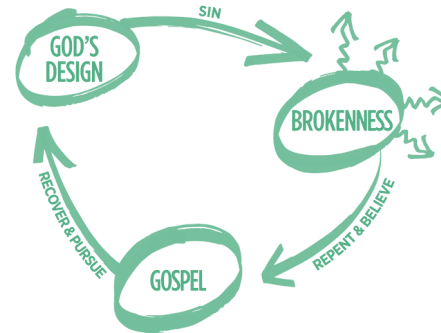 GOD'S
DESIGN
SIN
BROKENNESS
REPENT & BELIEVE
GOSPEL
RECOVER & PURSUE